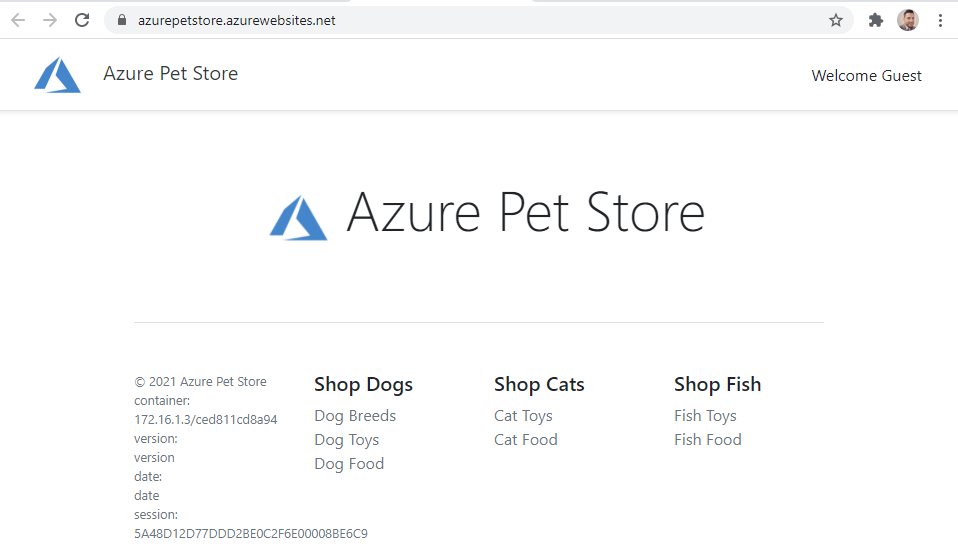 azurepetstore.azurewebsites.net
Azure Pet Store
Welcome Guest
Azure Pet Store
© 2021 Azure Pet Store
container:
172.16.1.3/ced811cd8a94
version:
version
date:
date
session:
5A48D12D77DDD2BE0C2F6E00008BE6C9
Shop Dogs
Dog Breeds
Dog Toys
Dog Food
Shop Cats
Cat Toys
Cat Food
Shop Fish
Fish Toys
Fish Food